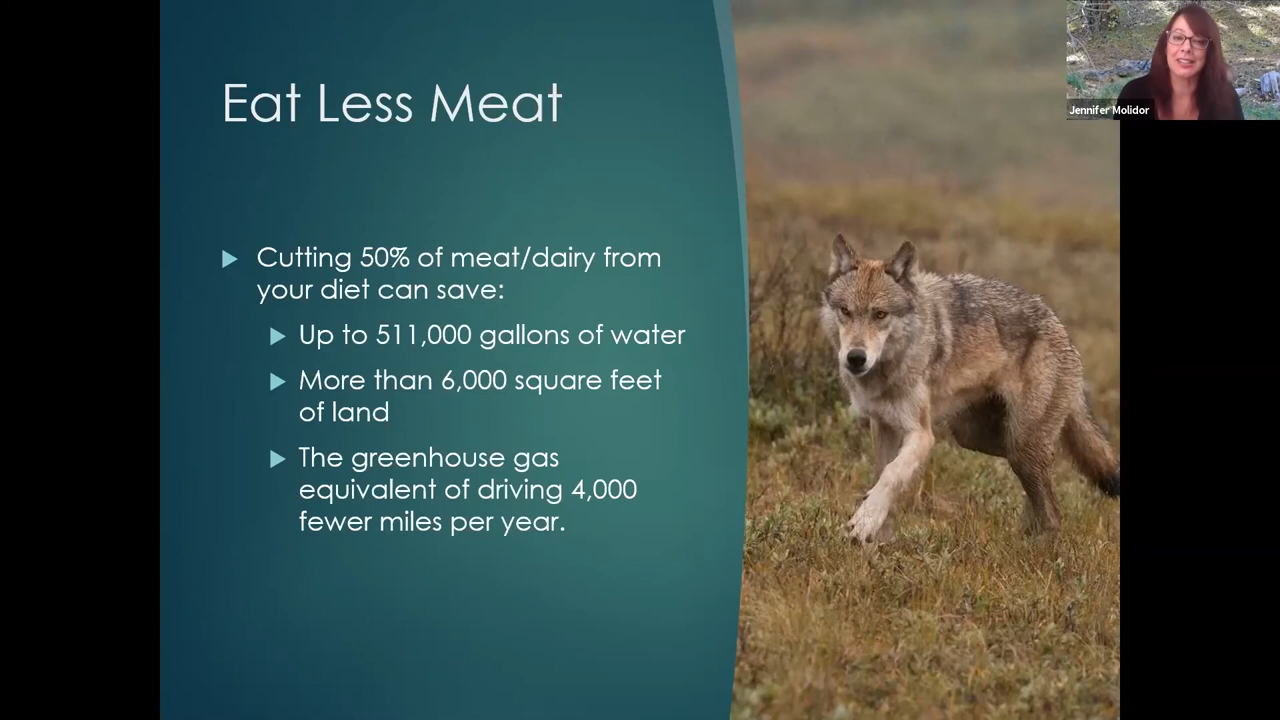 Eat Less Meat
Cutting 50% of meat/dairy from
your diet can save:
Up to 511,000 gallons of water
More than 6,000 square feet
of land
The greenhouse gas
equivalent of driving 4,000
fewer miles per year.
Jennifer Molidor